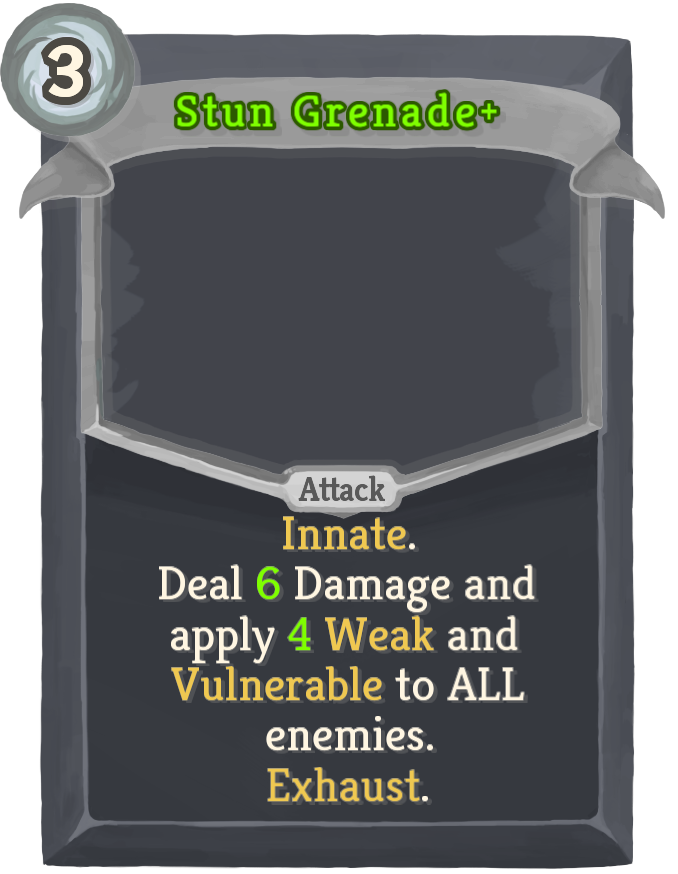 3
Stun Grenade+
Attack
Innate.
Deal 6 Damage and
apply 4 Weak and
Vulnerable to ALL
enemies.
Exhaust.